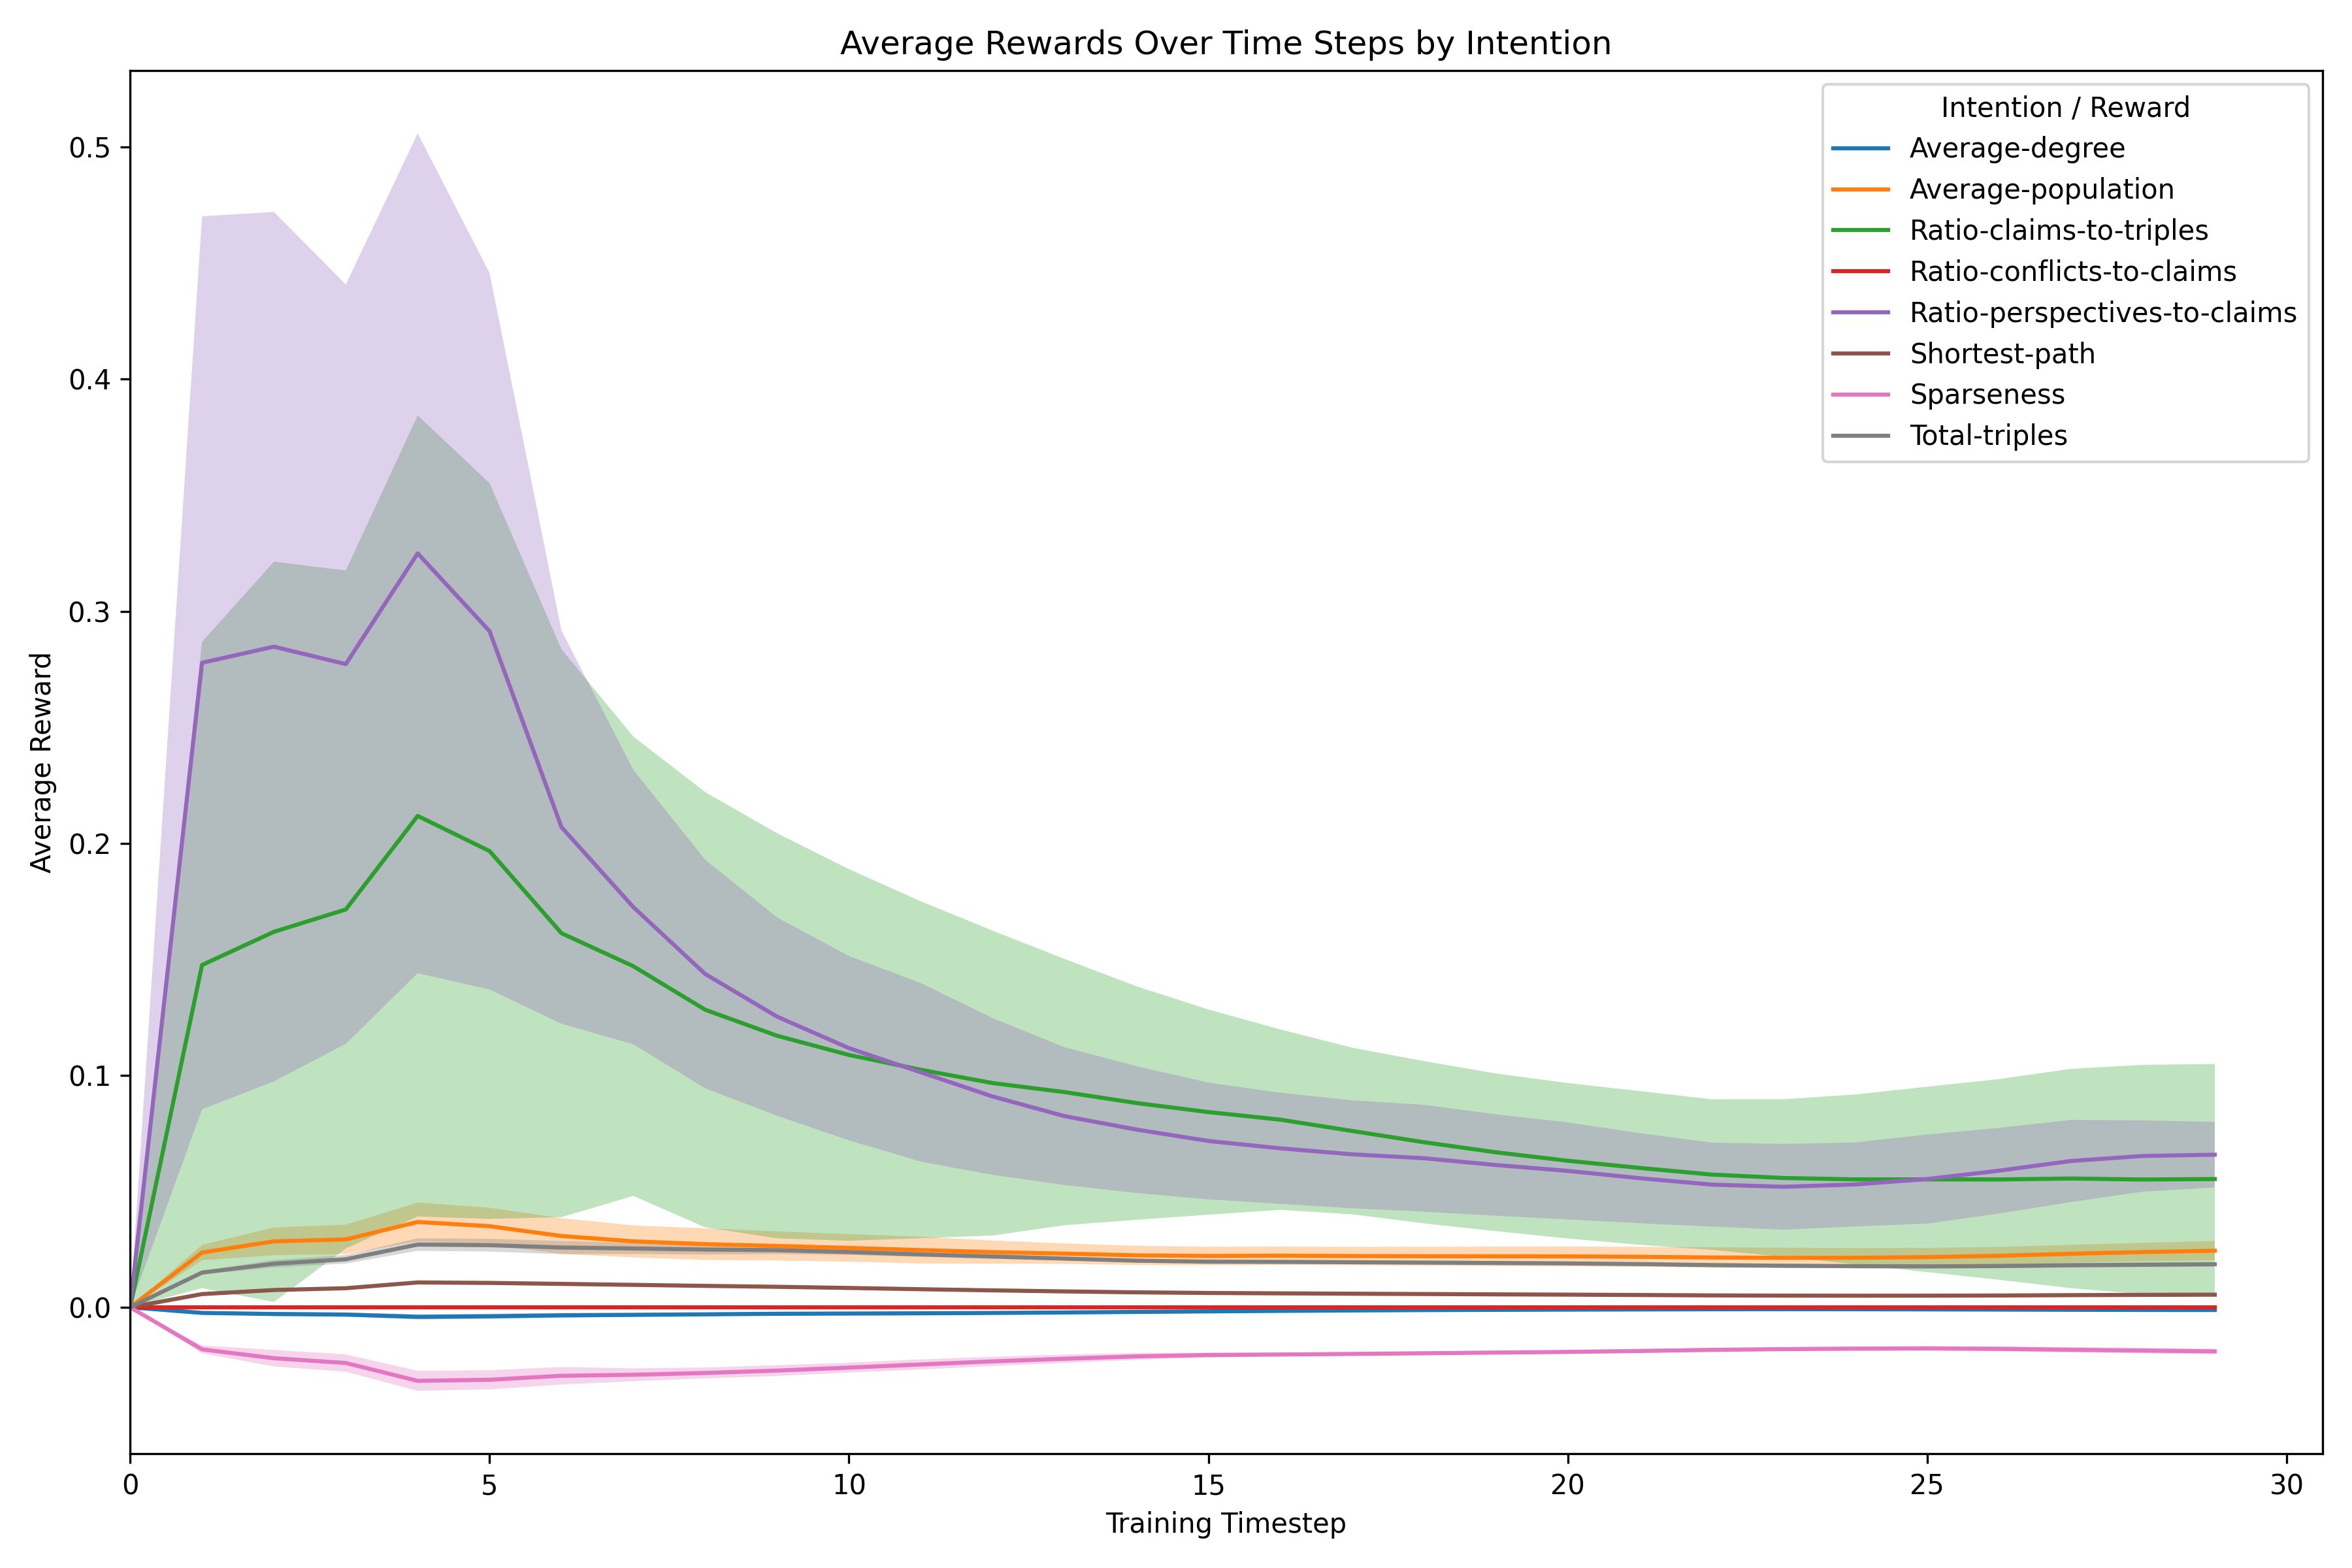 Average Rewards Over Time Steps by Intention
Intention / Reward
Average-degree
Average-population
Ratio-claims-to-triples
Ratio-conflicts-to-claims
Ratio-perspectives-to-claims
Shortest-path
Sparseness
Total-triples
Average Reward
0.5
0.4
0.3
0.2
0.1
0.0
0
5
10
15
20
25
30
Training Timestep